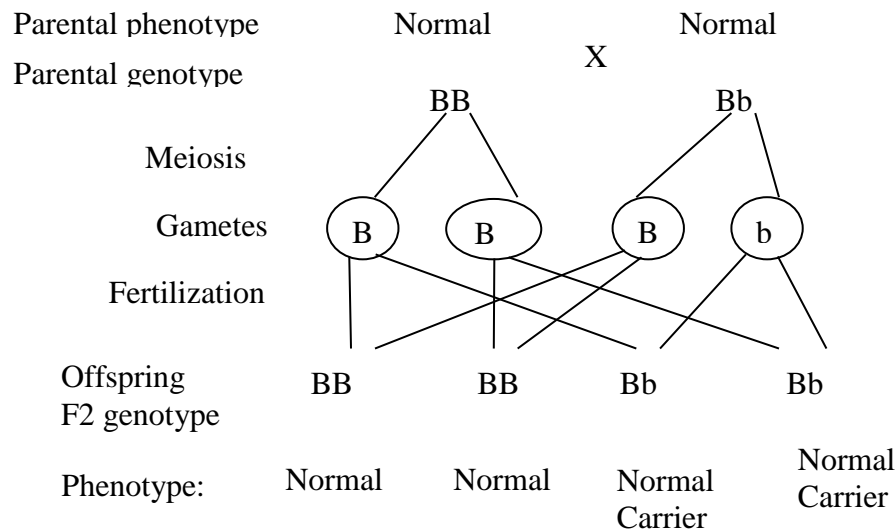 Parental phenotype Normal Normal
X
Parental genotype
BB Bb
Meiosis
Gametes B B B b
Fertilization
Offspring BB BB Bb Bb
F2 genotype
Phenotype: Normal Normal Normal Normal
Carrier Carrier